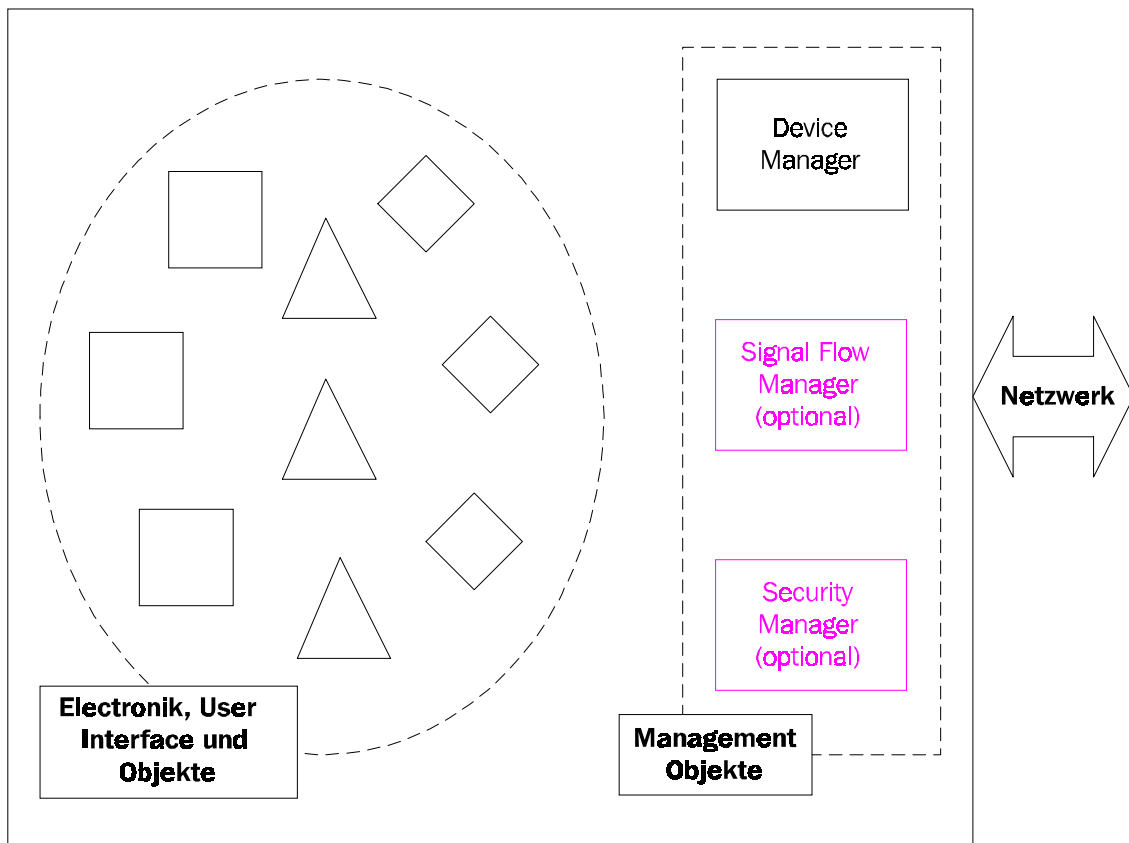 Device
Manager
Signal Flow
Manager
(optional)
Netzwerk
Security
Manager
(optional)
Electronik, User
Interface und
Objekte
Management
Objekte